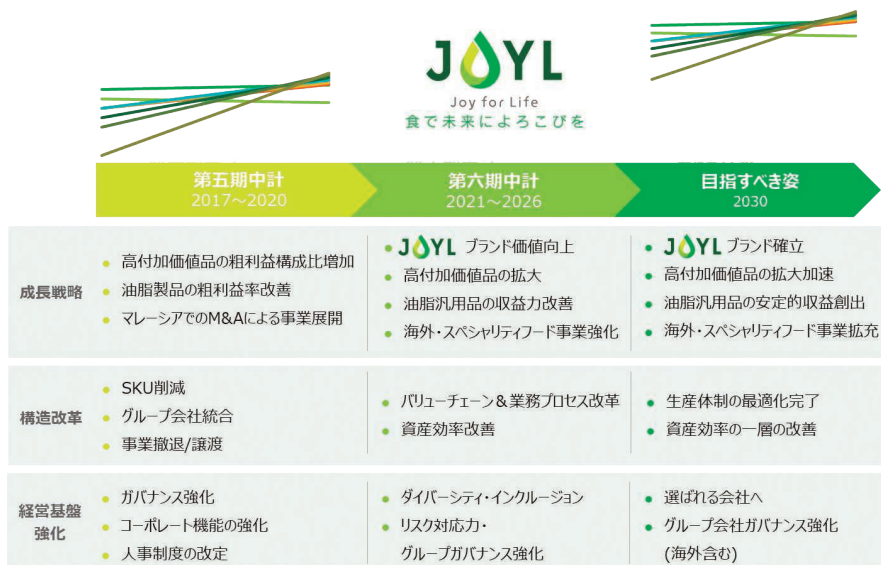 JOYL
Joy for Life
食で未来によろこびを
第五期中計
2017～2020
第六期中計
2021～2026
目指すべき姿
2030
成長戦略
• 高付加価値品の粗利益構成比増加
• 油脂製品の粗利益率改善
• マレーシアでのM&Aによる事業展開
• JOYL ブランド価値向上
• 高付加価値品の拡大
• 油脂汎用品の収益力改善
• 海外・スペシャリティフード事業強化
• JOYL ブランド確立
• 高付加価値品の拡大加速
• 油脂汎用品の安定的収益創出
• 海外・スペシャリティフード事業拡充
構造改革
• SKU削減
• グループ会社統合
• 事業撤退/譲渡
• バリューチェーン＆業務プロセス改革
• 資産効率改善
• 生産体制の最適化完了
• 資産効率の一層の改善
経営基盤
強化
• ガバナンス強化
• コーポレート機能の強化
• 人事制度の改定
• ダイバーシティ・インクルージョン
• リスク対応力・
グループガバナンス強化
• 選ばれる会社へ
• グループ会社ガバナンス強化
(海外含む)